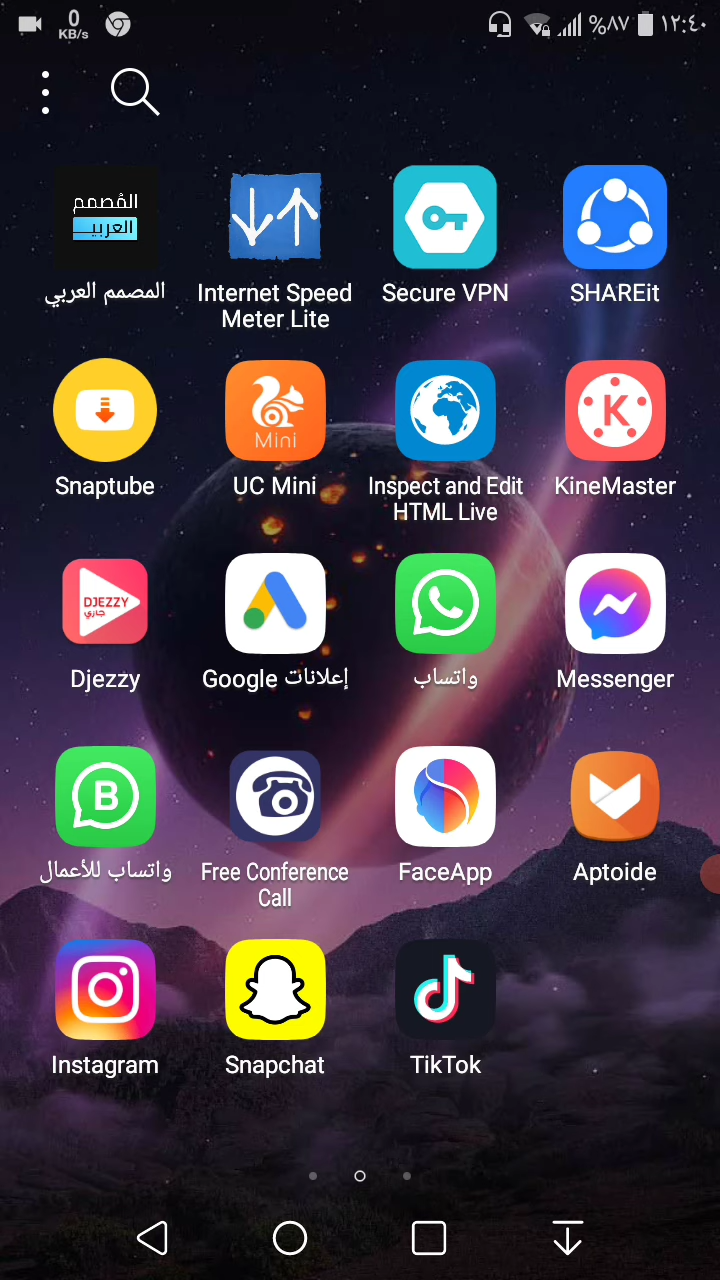 0
KB/s
%٨٧
١٢:٤٠
المُصمم
العربي
المصمم العربي
Internet Speed
Meter Lite
Secure VPN
SHAREit
Mini
K
Snaptube
UC Mini
Inspect and Edit
HTML Live
KineMaster
DJEZZY
جازي
Djezzy
Google إعلانات
واتساب
Messenger
B
واتساب للأعمال
Free Conference
Call
FaceApp
Aptoide
Instagram
Snapchat
TikTok